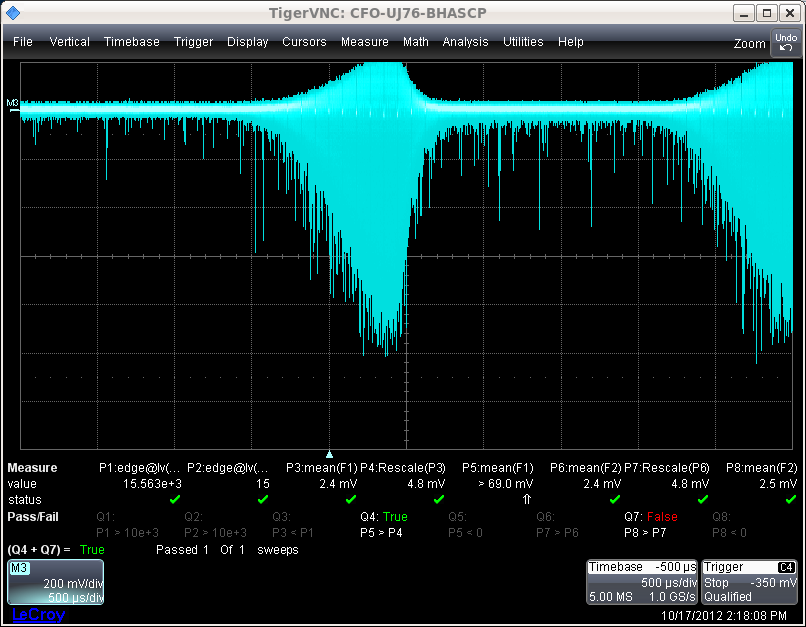 TigerVNC: CFO-UJ76-BHASCP
File Vertical Timebase Trigger Display Cursors Measure Math Analysis Utilities Help Zoom Undo
M3
Measure P1:edge@lv(... P2:edge@lv(... P3:mean(F1) P4:Rescale(P3) P5:mean(F1) P6:mean(F2) P7:Rescale(P6) P8:mean(F2)
value 15.563e+3 15 2.4 mV 4.8 mV > 69.0 mV 2.4 mV 4.8 mV 2.5 mV
status
Pass/Fail Q1: Q2: Q3: Q4: True Q5: Q6: Q7: False Q8:
P1 > 10e+3 P2 > 10e+3 P3 < P1 P5 > P4 P5 < 0 P7 > P6 P8 > P7 P8 < 0
(Q4 + Q7) = True Passed 1 Of 1 sweeps
M3
200 mV/div
500 µs/div
Timebase -500 µs
500 µs/div
5.00 MS 1.0 GS/s
Trigger C4
Stop -350 mV
Qualified
LeCroy
10/17/2012 2:18:08 PM